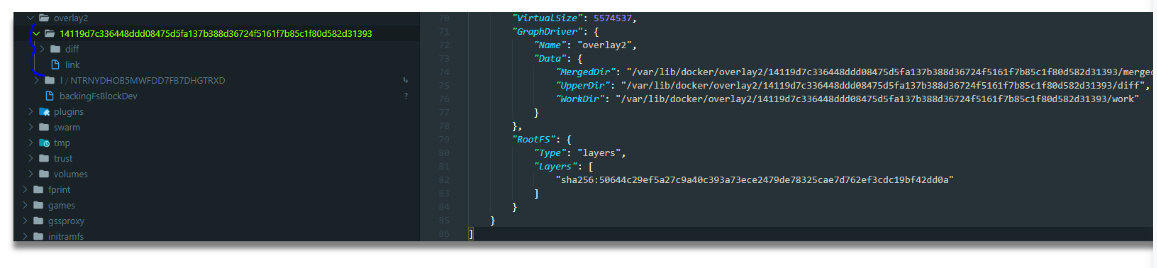 overlay2
14119d7c336448ddd08475d5fa137b388d36724f5161f7b85c1f80d582d31393
diff
link
l / NTRNYDHOB5MWFDD7FB7DHGTRXD
backingFsBlockDev
?
plugins
swarm
tmp
trust
volumes
fprint
games
gssproxy
initramfs
70 "VirtualSize": 5574537,
71 "GraphDriver": {
72 "Name": "overlay2",
73 "Data": {
74 "MergedDir": "/var/lib/docker/overlay2/14119d7c336448ddd08475d5fa137b388d36724f5161f7b85c1f80d582d31393/merged
75 "UpperDir": "/var/lib/docker/overlay2/14119d7c336448ddd08475d5fa137b388d36724f5161f7b85c1f80d582d31393/diff",
76 "WorkDir": "/var/lib/docker/overlay2/14119d7c336448ddd08475d5fa137b388d36724f5161f7b85c1f80d582d31393/work"
77 }
78 },
79 "RootFS": {
80 "Type": "layers",
81 "Layers": [
82 "sha256:50644c29ef5a27c9a40c393a73ece2479de78325cae7d762ef3cdc19bf42dd0a"
83 ]
84 }
85 }
86 ]